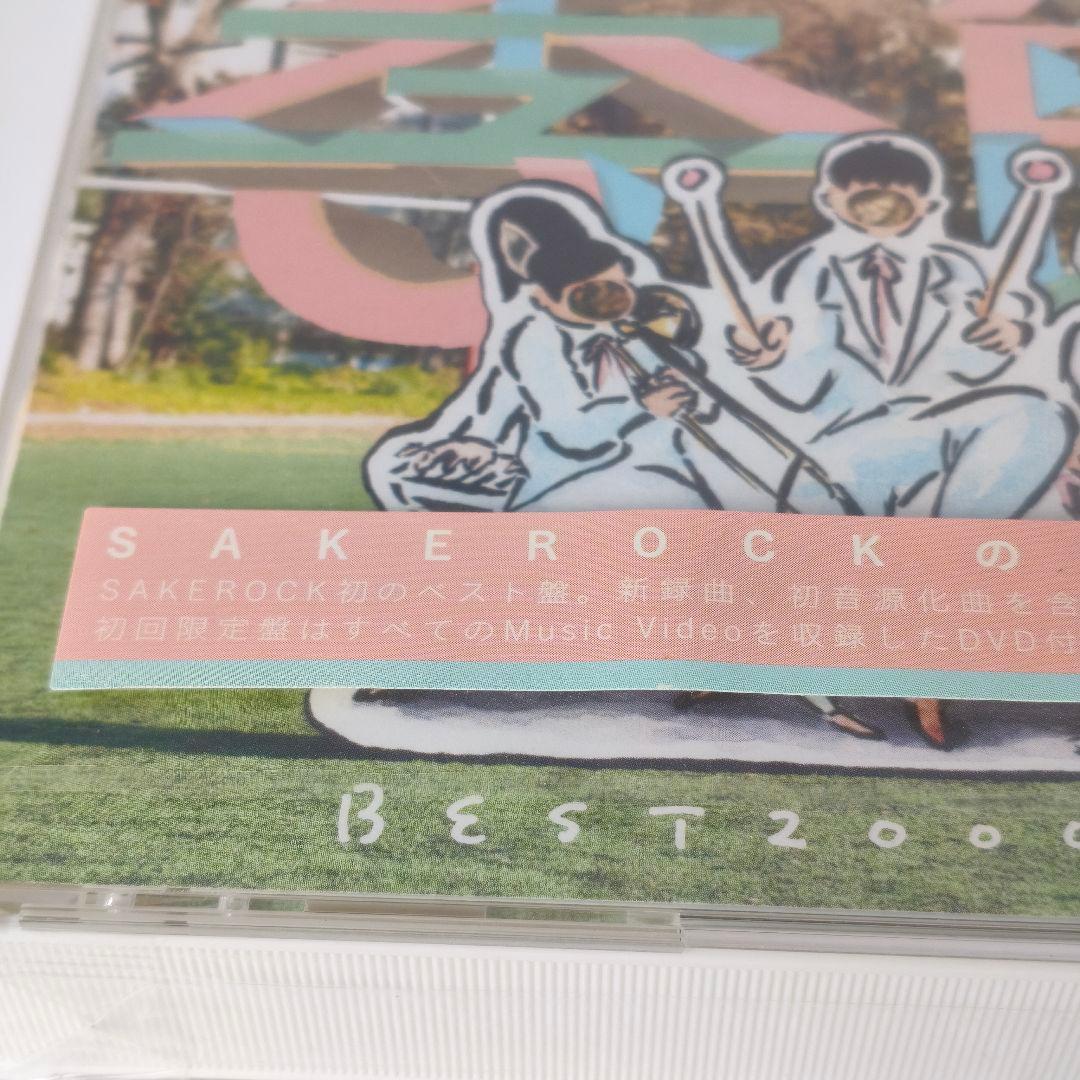 SAKEROCKの
SAKEROCK初のベスト盤。新録曲、初音源化曲を含
初回限定盤はすべてのMusic Videoを収録したDVD付
BEST2000